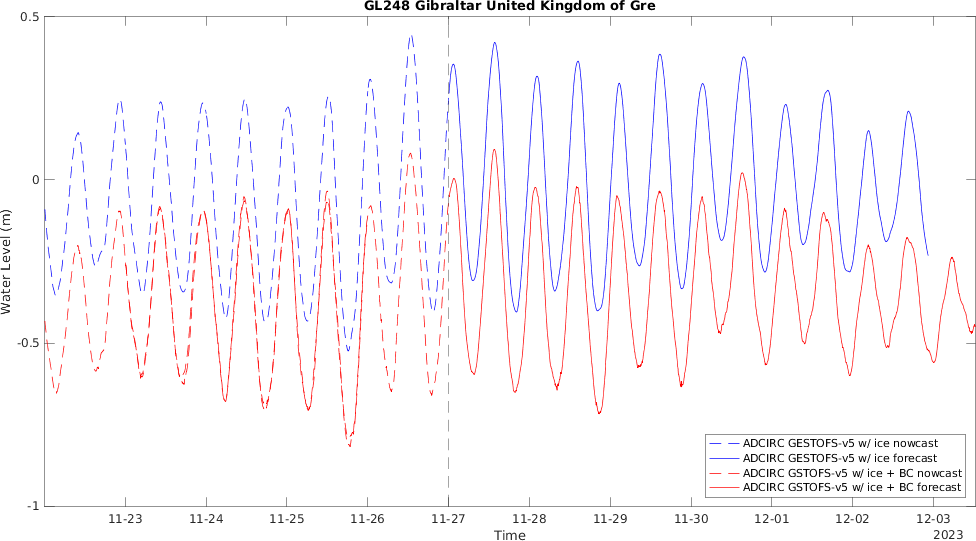 GL248 Gibraltar United Kingdom of Gre
0.5
0
-0.5
-1
Water Level (m)
11-23 11-24 11-25 11-26 11-27 11-28 11-29 11-30 12-01 12-02 12-03
Time
2023
ADCIRC GESTOFS-v5 w/ ice nowcast
ADCIRC GESTOFS-v5 w/ ice forecast
ADCIRC GSTOFS-v5 w/ ice + BC nowcast
ADCIRC GSTOFS-v5 w/ ice + BC forecast